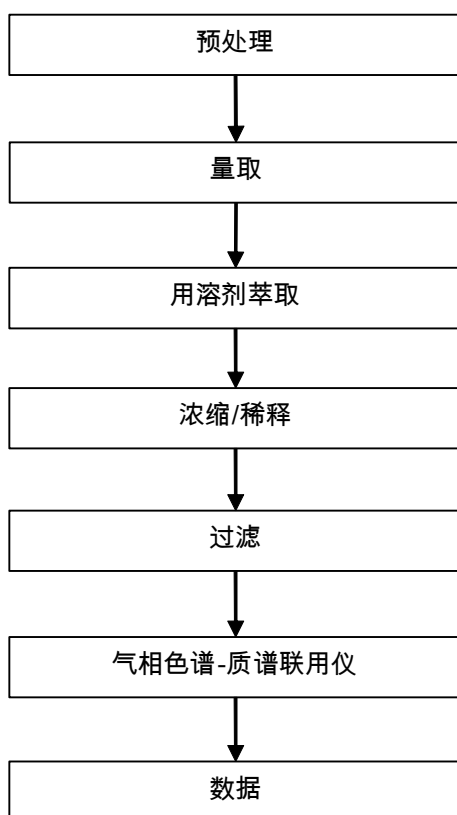 预处理
量取
用溶剂萃取
浓缩/稀释
过滤
气相色谱-质谱联用仪
数据